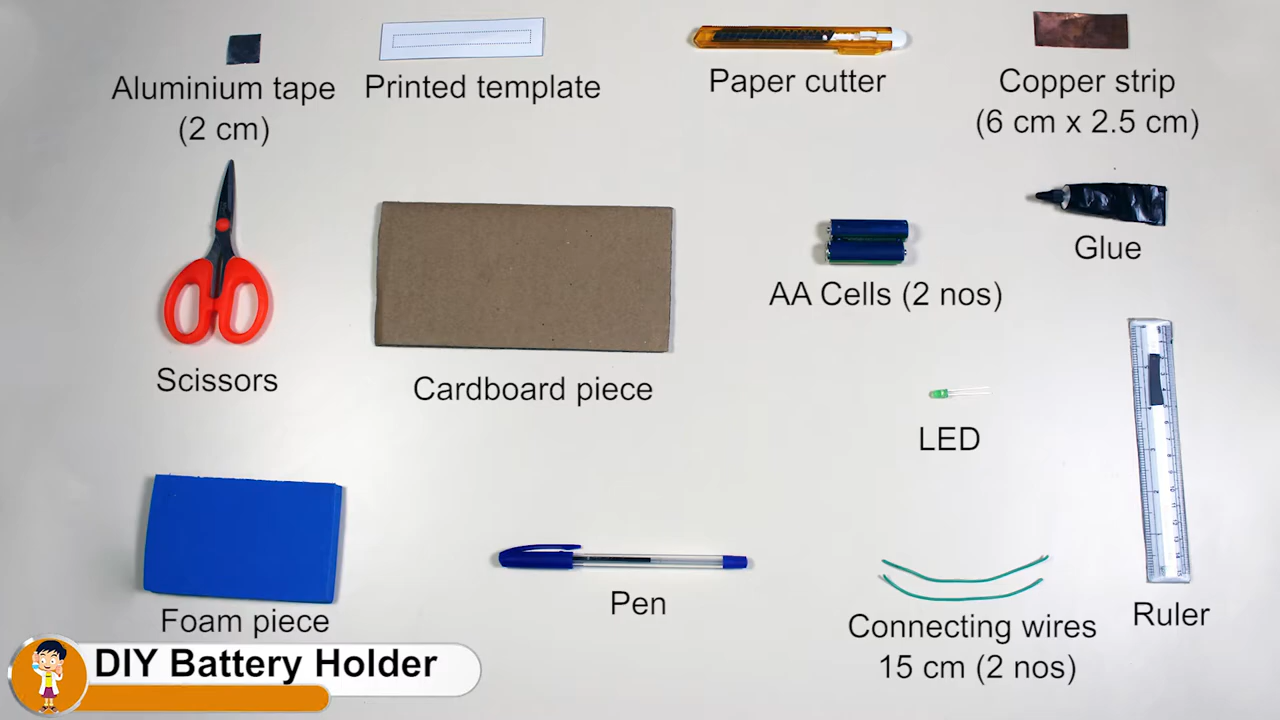 Aluminium tape
(2 cm)
Printed template
Paper cutter
Copper strip
(6 cm x 2.5 cm)
Scissors
Cardboard piece
AA Cells (2 nos)
Glue
LED
Foam piece
Pen
Connecting wires
15 cm (2 nos)
Ruler
DIY Battery Holder